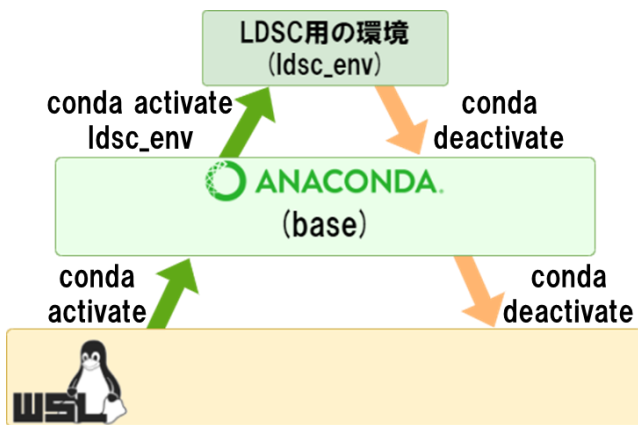 LDSC用の環境
(ldsc_env)
conda activate
ldsc_env
conda
deactivate
ANACONDA.
(base)
conda
activate
conda
deactivate
WSL